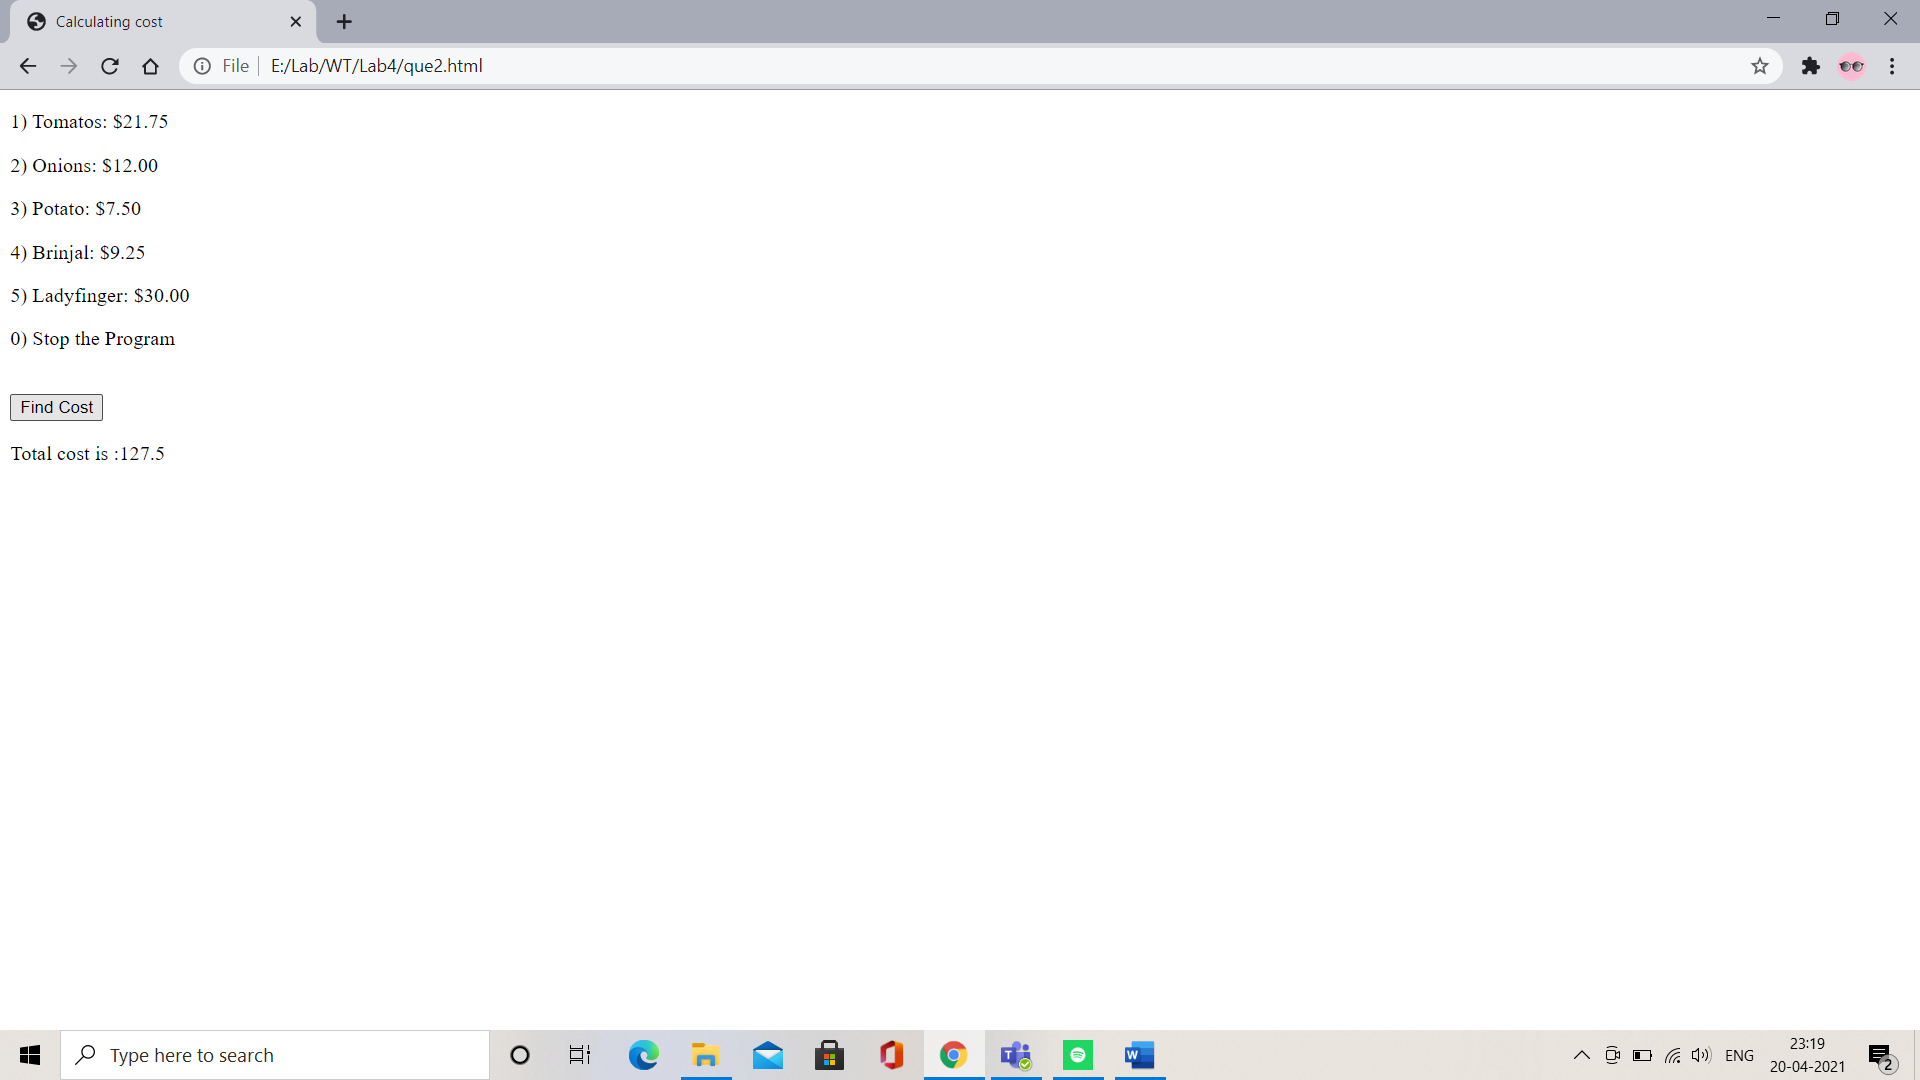 Calculating cost
File E:/Lab/WT/Lab4/que2.html
1) Tomatos: $21.75
2) Onions: $12.00
3) Potato: $7.50
4) Brinjal: $9.25
5) Ladyfinger: $30.00
0) Stop the Program
Find Cost
Total cost is :127.5
Type here to search
ENG
23:19
20-04-2021
2